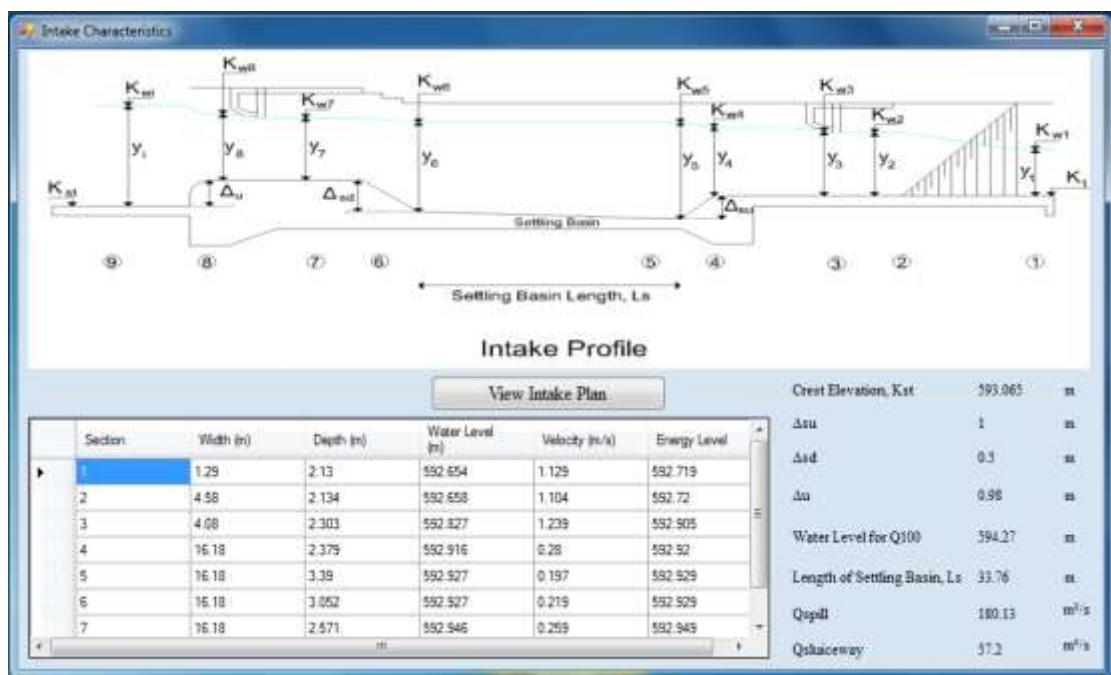 Intake Characteristics
Kw8
Kwi
Kw7
Kw6
Kw5
Kw4
Kw3
Kw2
Kw1
yi
y8
y7
y6
y5
y4
y3
y2
y1
Kst
K1
Δu
Δsd
Δsu
Settling Basin
9 8 7 6 5 4 3 2 1
Settling Basin Length, Ls
Intake Profile
View Intake Plan
Section Width (m) Depth (m) Water Level (m) Velocity (m/s) Energy Level
1 1.29 2.13 592.654 1.129 592.719
2 4.58 2.134 592.658 1.104 592.72
3 4.08 2.303 592.827 1.239 592.905
4 16.18 2.379 592.916 0.28 592.92
5 16.18 3.39 592.927 0.197 592.929
6 16.18 3.052 592.927 0.219 592.929
7 16.18 2.571 592.946 0.259 592.949
Crest Elevation, Kst 593.065 m
Δsu 1 m
Δsd 0.5 m
Δu 0.98 m
Water Level for Q100 594.27 m
Length of Settling Basin, Ls 33.76 m
Qspill 180.13 m³/s
Qsluiceway 57.2 m³/s